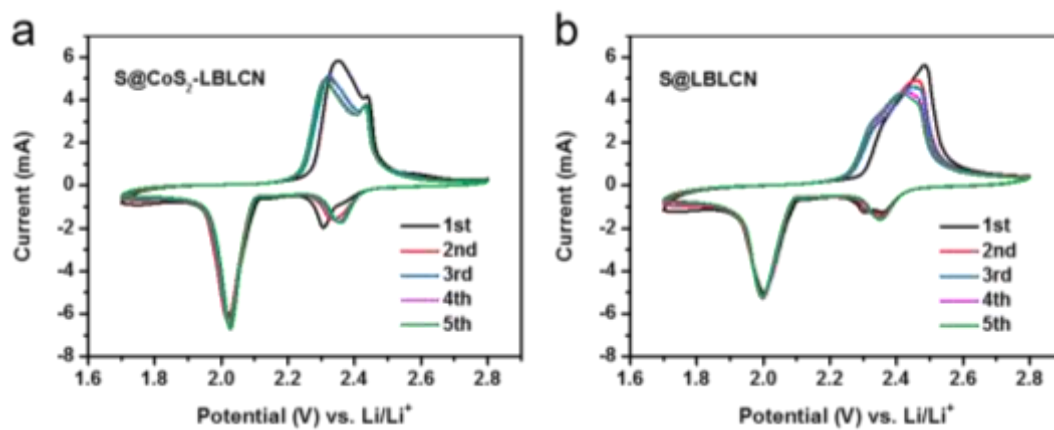 a
S@CoS₂-LBLCN
Current (mA)
6
4
2
0
-2
-4
-6
-8
1st
2nd
3rd
4th
5th
1.6 1.8 2.0 2.2 2.4 2.6 2.8
Potential (V) vs. Li/Li⁺
b
S@LBLCN
Current (mA)
6
4
2
0
-2
-4
-6
-8
1st
2nd
3rd
4th
5th
1.6 1.8 2.0 2.2 2.4 2.6 2.8
Potential (V) vs. Li/Li⁺